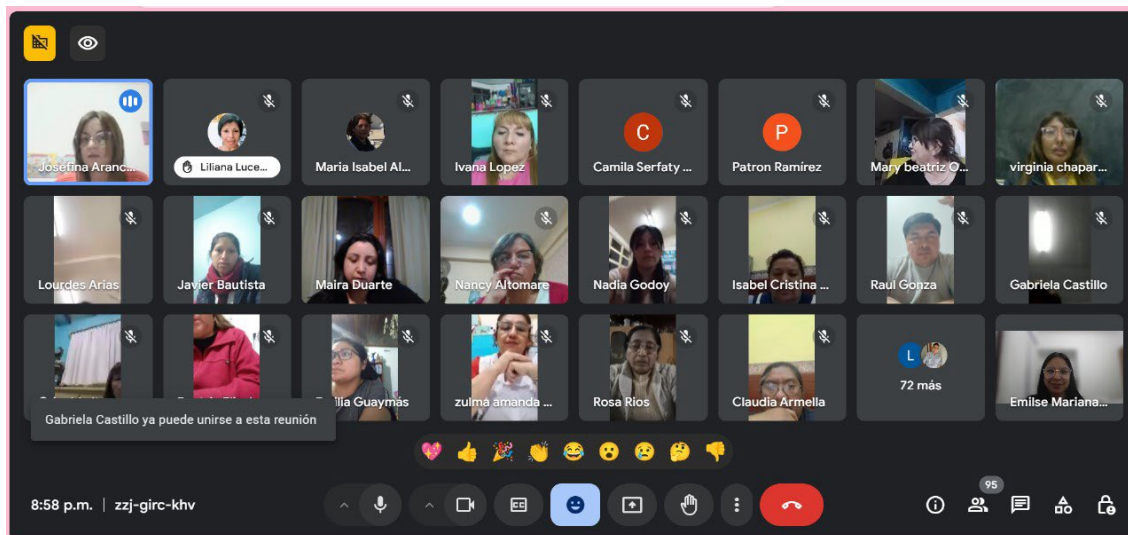 Josefina Aranc...
Liliana Luce...
Maria Isabel Al...
Ivana Lopez
C
Camila Serfaty ...
P
Patron Ramírez
Mary beatriz O...
virginia chapar...
Lourdes Arias
Javier Bautista
Maira Duarte
Nancy Altomare
Nadia Godoy
Isabel Cristina ...
Raul Gonza
Gabriela Castillo
Guaymás
zulma amanda ...
Rosa Rios
Claudia Armella
L
72 más
Emilse Mariana...
Gabriela Castillo ya puede unirse a esta reunión
8:58 p.m. | zzj-girc-khv
CC
95